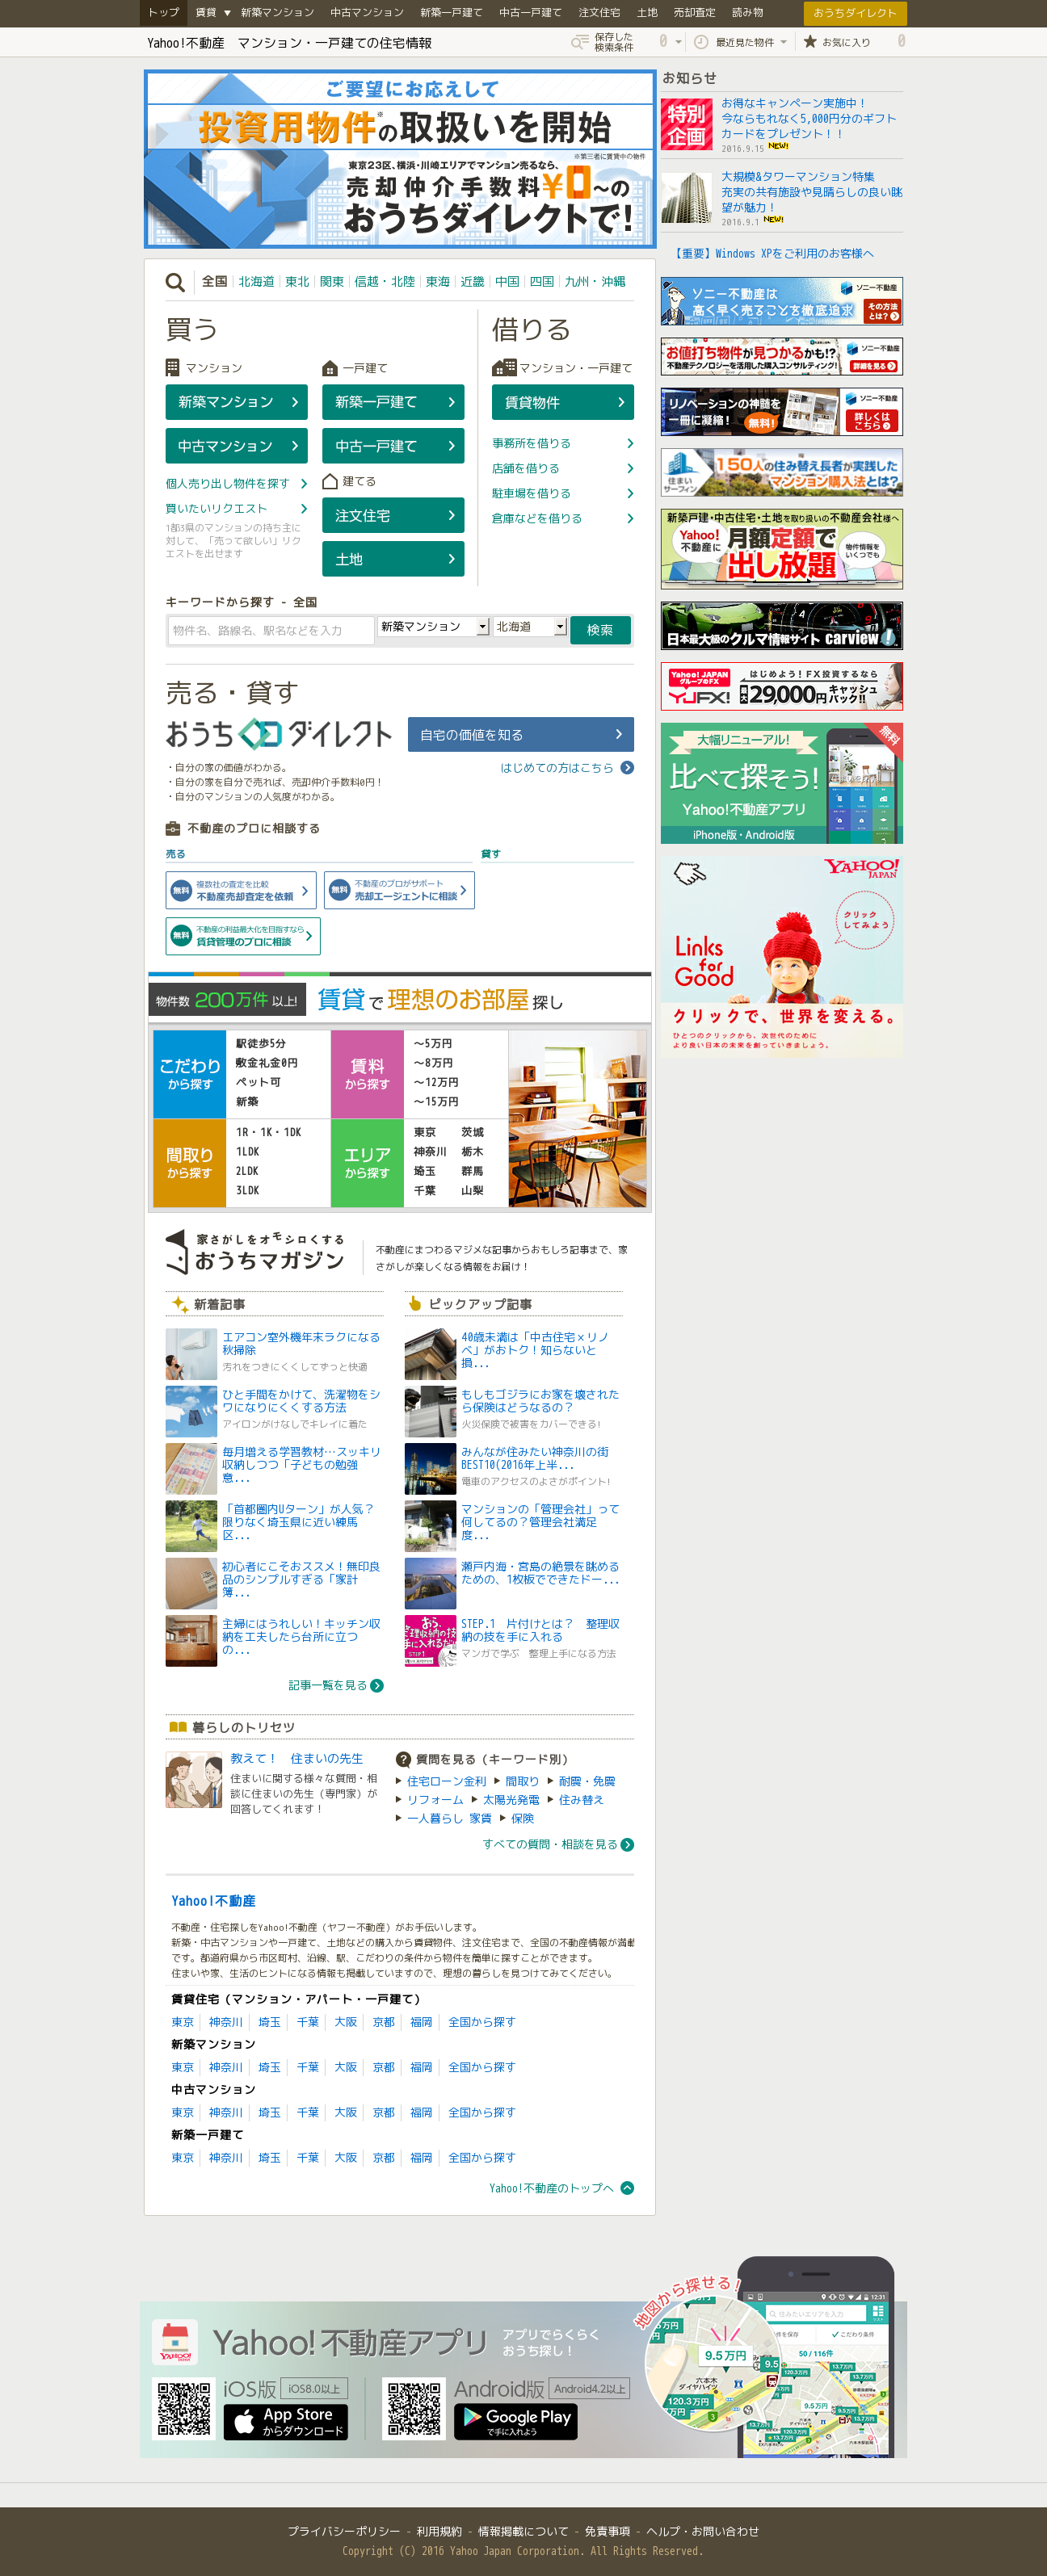 トップ 賃貸 ▼ 新築マンション 中古マンション 新築一戸建て 中古一戸建て 注文住宅 土地 売却査定 読み物 おうちダイレクト
Yahoo!不動産 マンション・一戸建ての住宅情報
保存した検索条件 0 最近見た物件 お気に入り 0
ご要望にお応えして
投資用物件※の取扱いを開始
※第三者に賃貸中の物件
東京23区、横浜・川崎エリアでマンション売るなら、
売却仲介手数料¥0〜の
おうちダイレクトで!
全国 北海道 東北 関東 信越・北陸 東海 近畿 中国 四国 九州・沖縄
買う
マンション
新築マンション
中古マンション
個人売り出し物件を探す
買いたいリクエスト
1都3県のマンションの持ち主に
対して、「売って欲しい」リク
エストを出せます
一戸建て
新築一戸建て
中古一戸建て
建てる
注文住宅
土地
借りる
マンション・一戸建て
賃貸物件
事務所を借りる
店舗を借りる
駐車場を借りる
倉庫などを借りる
キーワードから探す - 全国
物件名、路線名、駅名などを入力 新築マンション 北海道 検索
売る・貸す
おうちダイレクト
自宅の価値を知る
はじめての方はこちら
・自分の家の価値がわかる。
・自分の家を自分で売れば、売却仲介手数料0円！
・自分のマンションの人気度がわかる。
不動産のプロに相談する
売る
貸す
無料 複数社の査定を比較
不動産売却査定を依頼
無料 不動産のプロがサポート
売却エージェントに相談
無料 不動産の利益最大化を目指すなら
賃貸管理のプロに相談
物件数 200万件 以上! 賃貸で理想のお部屋探し
こだわりから探す
駅徒歩5分
敷金礼金0円
ペット可
新築
賃料から探す
〜5万円
〜8万円
〜12万円
〜15万円
間取りから探す
1R・1K・1DK
1LDK
2LDK
3LDK
エリアから探す
東京 茨城
神奈川 栃木
埼玉 群馬
千葉 山梨
家さがしをオモシロくする
おうちマガジン
不動産にまつわるマジメな記事からおもしろ記事まで、家
さがしが楽しくなる情報をお届け！
新着記事
エアコン室外機年末ラクになる
秋掃除
汚れをつきにくくしてずっと快適
ひと手間をかけて、洗濯物をシ
ワになりにくくする方法
アイロンがけなしでキレイに着た
毎月増える学習教材…スッキリ
収納しつつ「子どもの勉強
意...
「首都圏内Uターン」が人気？
限りなく埼玉県に近い練馬
区...
初心者にこそおススメ！無印良
品のシンプルすぎる「家計
簿...
主婦にはうれしい！キッチン収
納を工夫したら台所に立つ
の...
記事一覧を見る
ピックアップ記事
40歳未満は「中古住宅×リノ
ベ」がおトク！知らないと
損...
もしもゴジラにお家を壊された
ら保険はどうなるの？
火災保険で被害をカバーできる!
みんなが住みたい神奈川の街
BEST10(2016年上半...
電車のアクセスのよさがポイント!
マンションの「管理会社」って
何してるの？管理会社満足
度...
瀬戸内海・宮島の絶景を眺める
ための、1枚板でできたドー...
STEP.1 片付けとは？ 整理収
納の技を手に入れる
マンガで学ぶ 整理上手になる方法
暮らしのトリセツ
教えて！ 住まいの先生
住まいに関する様々な質問・相
談に住まいの先生（専門家）が
回答してくれます！
質問を見る（キーワード別）
住宅ローン金利 間取り 耐震・免震
リフォーム 太陽光発電 住み替え
一人暮らし 家賃 保険
すべての質問・相談を見る
Yahoo!不動産
不動産・住宅探しをYahoo!不動産（ヤフー不動産）がお手伝いします。
新築・中古マンションや一戸建て、土地などの購入から賃貸物件、注文住宅まで、全国の不動産情報が満載
です。都道府県から市区町村、沿線、駅、こだわりの条件から物件を簡単に探すことができます。
住まいや家、生活のヒントになる情報も掲載していますので、理想の暮らしを見つけてみてください。
賃貸住宅（マンション・アパート・一戸建て）
東京 神奈川 埼玉 千葉 大阪 京都 福岡 全国から探す
新築マンション
東京 神奈川 埼玉 千葉 大阪 京都 福岡 全国から探す
中古マンション
東京 神奈川 埼玉 千葉 大阪 京都 福岡 全国から探す
新築一戸建て
東京 神奈川 埼玉 千葉 大阪 京都 福岡 全国から探す
Yahoo!不動産のトップへ
お知らせ
特別企画
お得なキャンペーン実施中！
今ならもれなく5,000円分のギフト
カードをプレゼント！！
2016.9.15 NEW!
大規模&タワーマンション特集
充実の共有施設や見晴らしの良い眺
望が魅力！
2016.9.1 NEW!
【重要】Windows XPをご利用のお客様へ
ソニー不動産は
高く早く売ることを徹底追求
ソニー不動産
その方法とは?
お値打ち物件が見つかるかも!?
不動産テクノロジーを活用した購入コンサルティング!
ソニー不動産
詳細を見る
リノベーションの神髄を
一冊に凝縮! 無料!
ソニー不動産
詳しくはこちら
住まいサーフィン
150人の住み替え長者が実践した
マンション購入法とは?
新築戸建・中古住宅・土地を取り扱いの不動産会社様へ
Yahoo!不動産に
月額定額で
出し放題
物件情報をいくつでも
日本最大級のクルマ情報サイト carview!
Yahoo! JAPANグループのFX
YJFX!
はじめよう！FX投資するなら
最大29,000円キャッシュバック!!
無料
大幅リニューアル!
比べて探そう!
Yahoo!不動産アプリ
iPhone版・Android版
YAHOO! JAPAN
クリックしてみよう
Links for Good
クリックで、世界を変える。
ひとつのクリックから、次世代のために
より良い日本の未来を創っていきましょう。
Yahoo!不動産アプリ
アプリでらくらく
おうち探し！
iOS版 iOS8.0以上
App Store
からダウンロード
Android版 Android4.2以上
Google Play
で手に入れよう
地図から探せる！
9.5万円
六本木
ダイヤハイツ
120.3万円
12:31
住みたいエリアを入力
こだわり条件
50/116件
プライバシーポリシー - 利用規約 - 情報掲載について - 免責事項 - ヘルプ・お問い合わせ
Copyright (C) 2016 Yahoo Japan Corporation. All Rights Reserved.